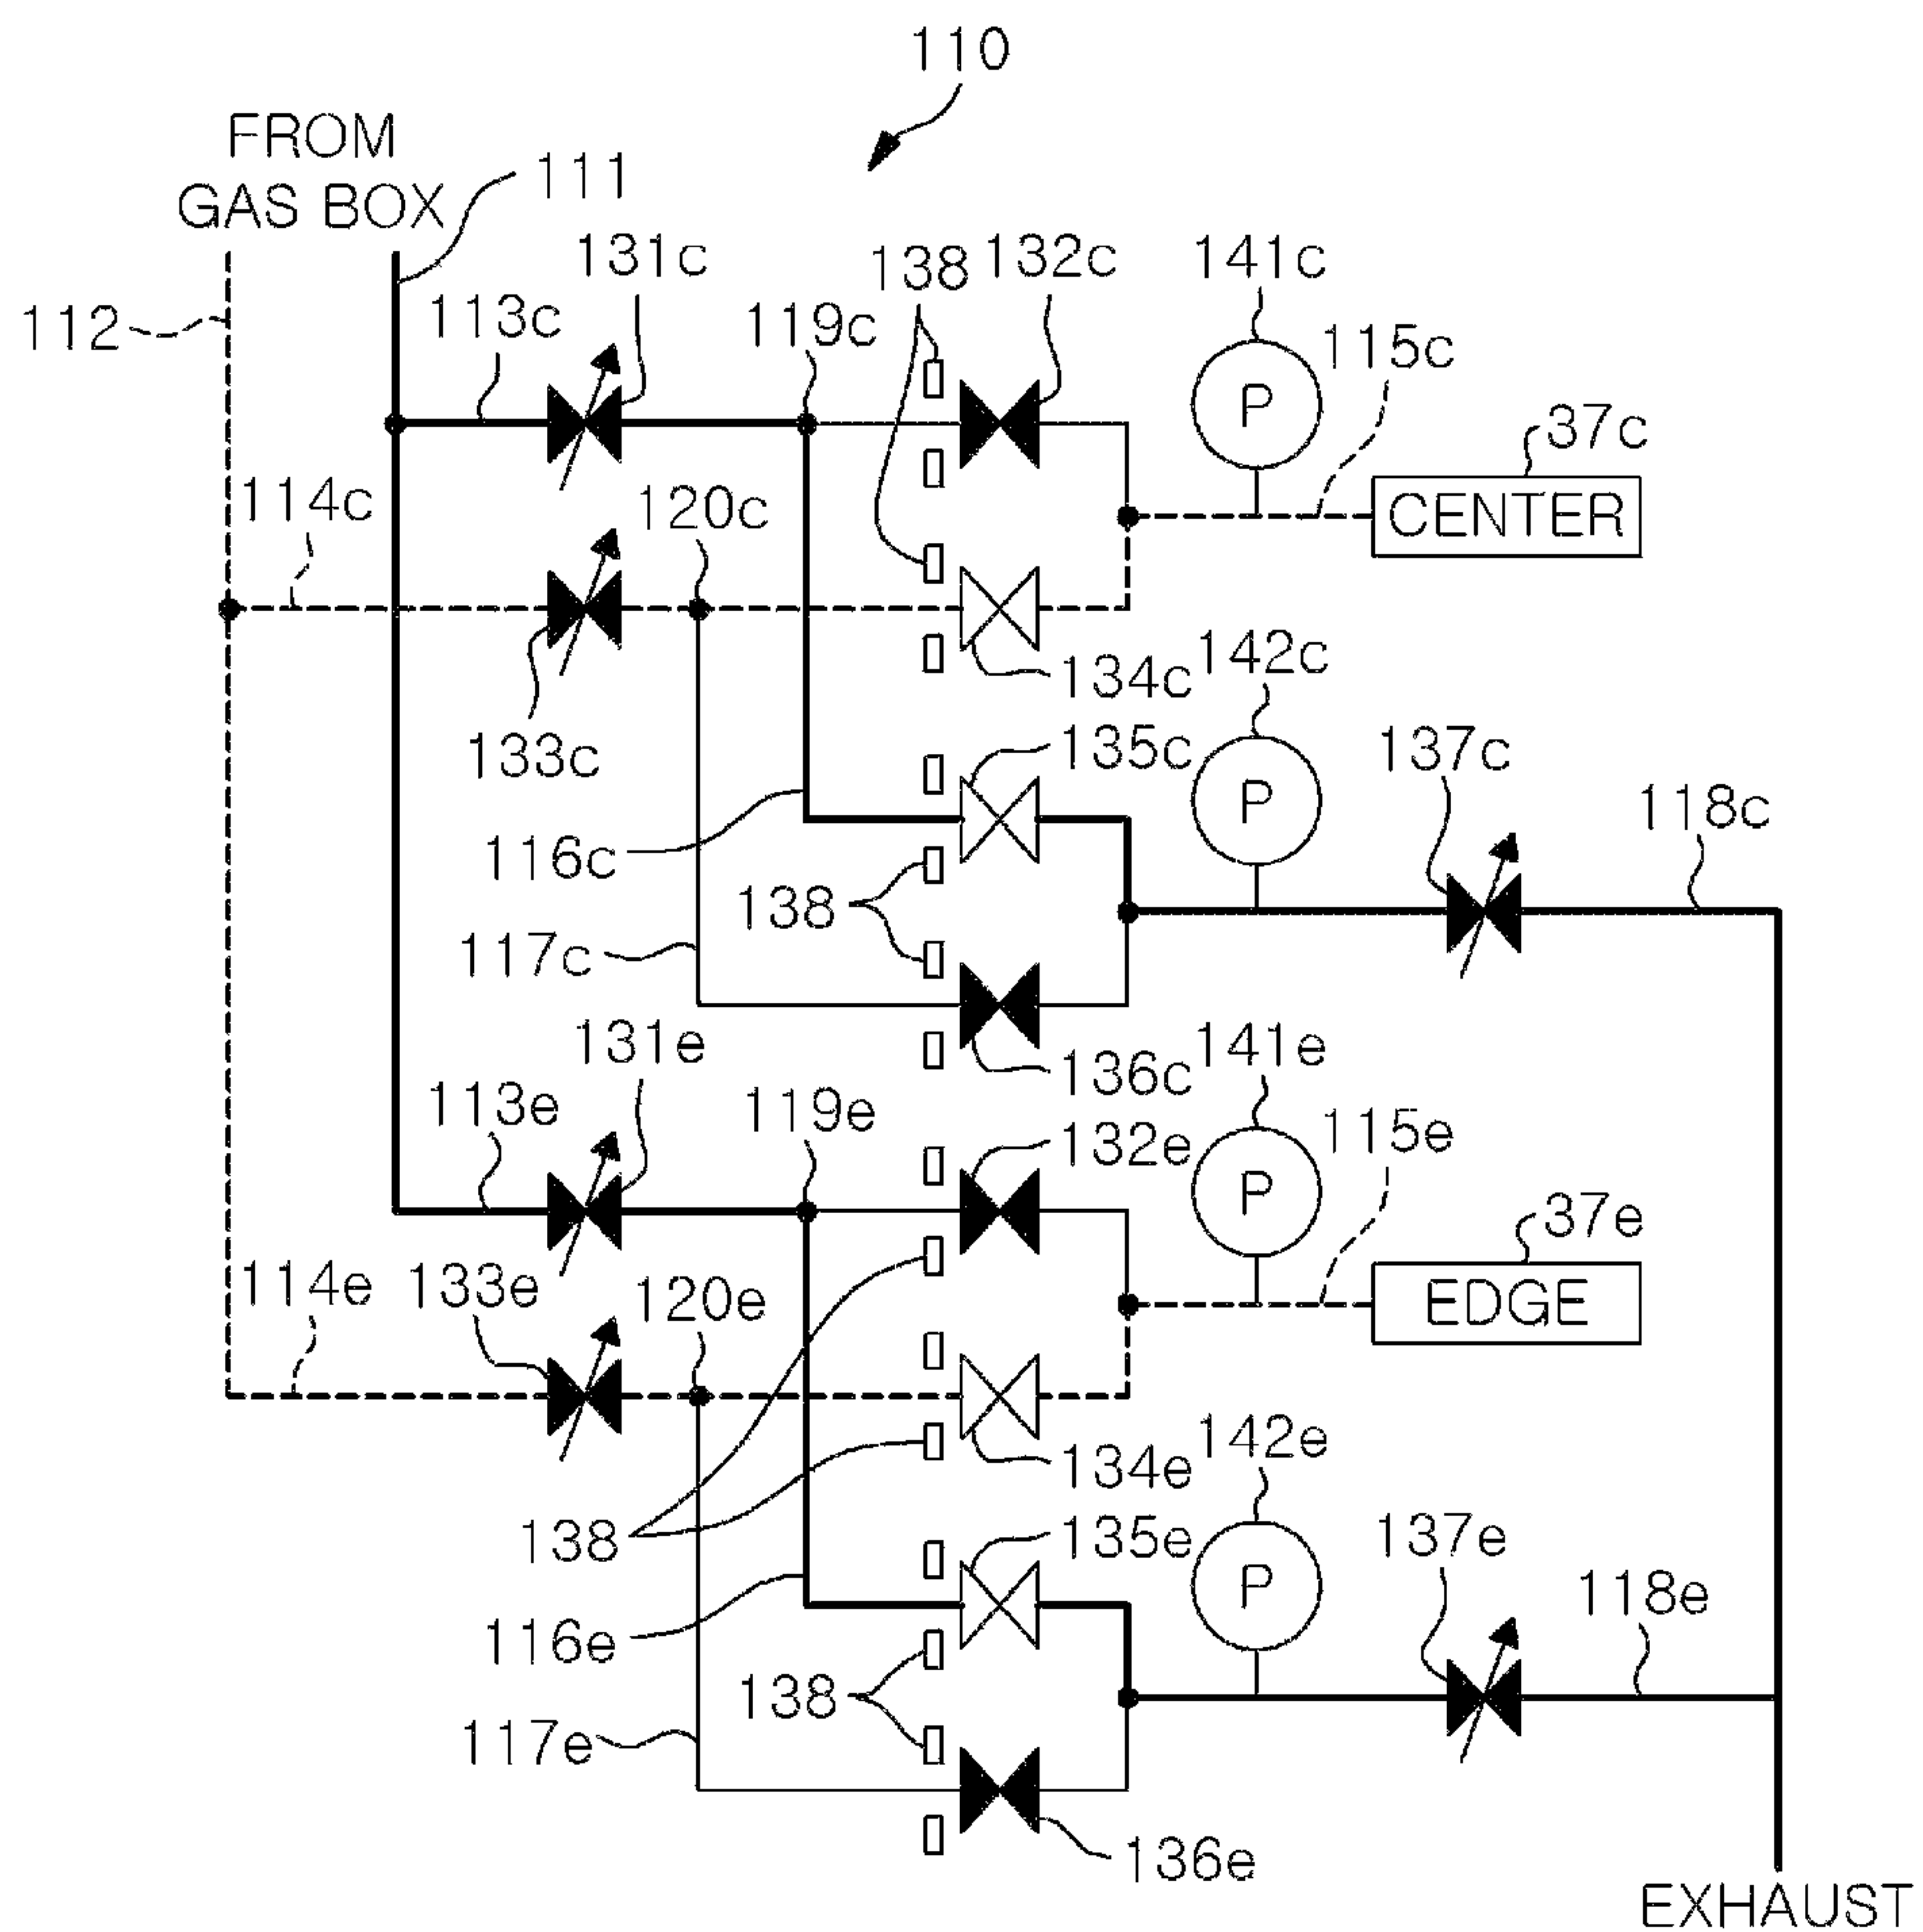 110
FROM
GAS BOX
111
131c
138
132c
141c
112
113c
119c
115c
P
37c
CENTER
114c
120c
134c
142c
133c
135c
137c
P
118c
116c
138
117c
131e
136c
141e
113e
119e
132e
115e
P
37e
EDGE
114e
133e
120e
134e
142e
138
135e
137e
P
118e
116e
138
117e
136e
EXHAUST